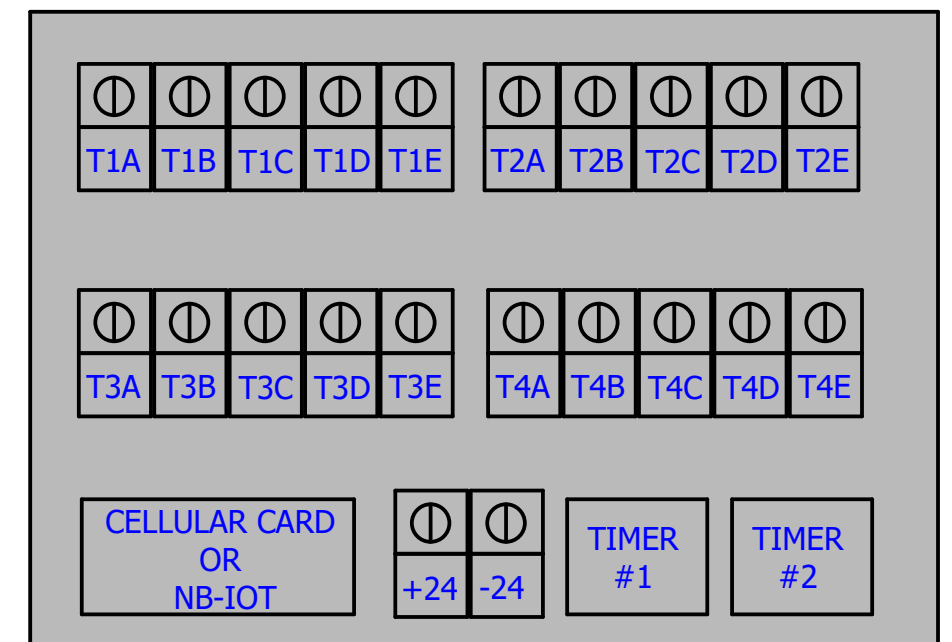 T1A T1B T1C T1D T1E T2A T2B T2C T2D T2E
T3A T3B T3C T3D T3E T4A T4B T4C T4D T4E
CELLULAR CARD
OR
NB-IOT
+24 -24
TIMER
#1
TIMER
#2